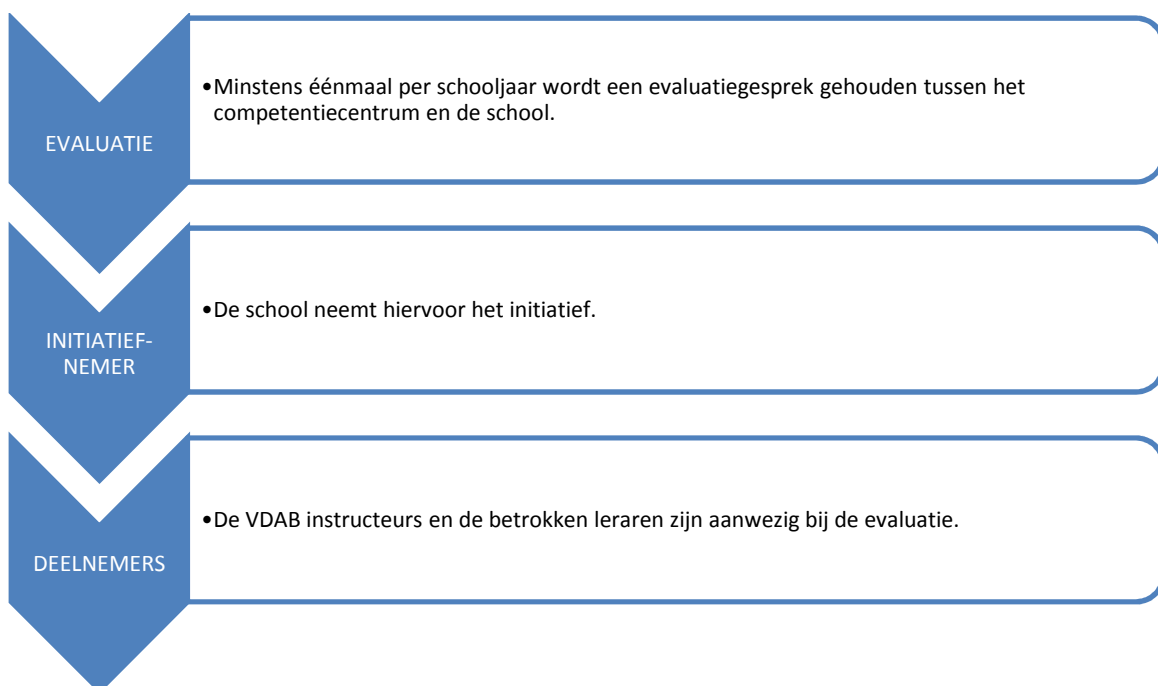 EVALUATIE
•Minstens éénmaal per schooljaar wordt een evaluatiegesprek gehouden tussen het
competentiecentrum en de school.
INITIATIEF-
NEMER
•De school neemt hiervoor het initiatief.
DEELNEMERS
•De VDAB instructeurs en de betrokken leraren zijn aanwezig bij de evaluatie.